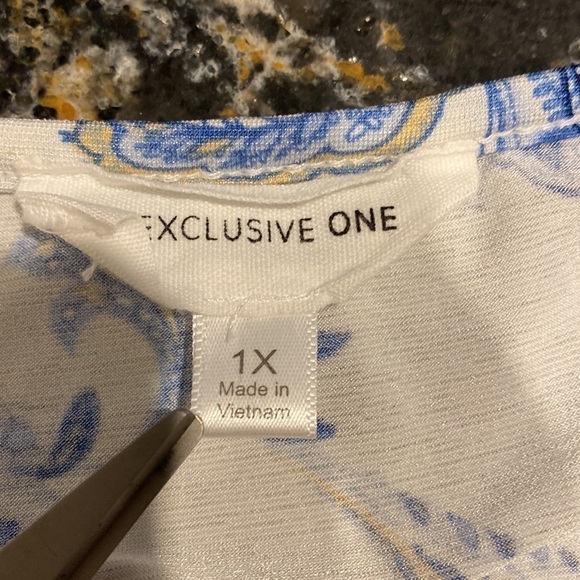 EXCLUSIVE ONE
1X
Made in
Vietnam